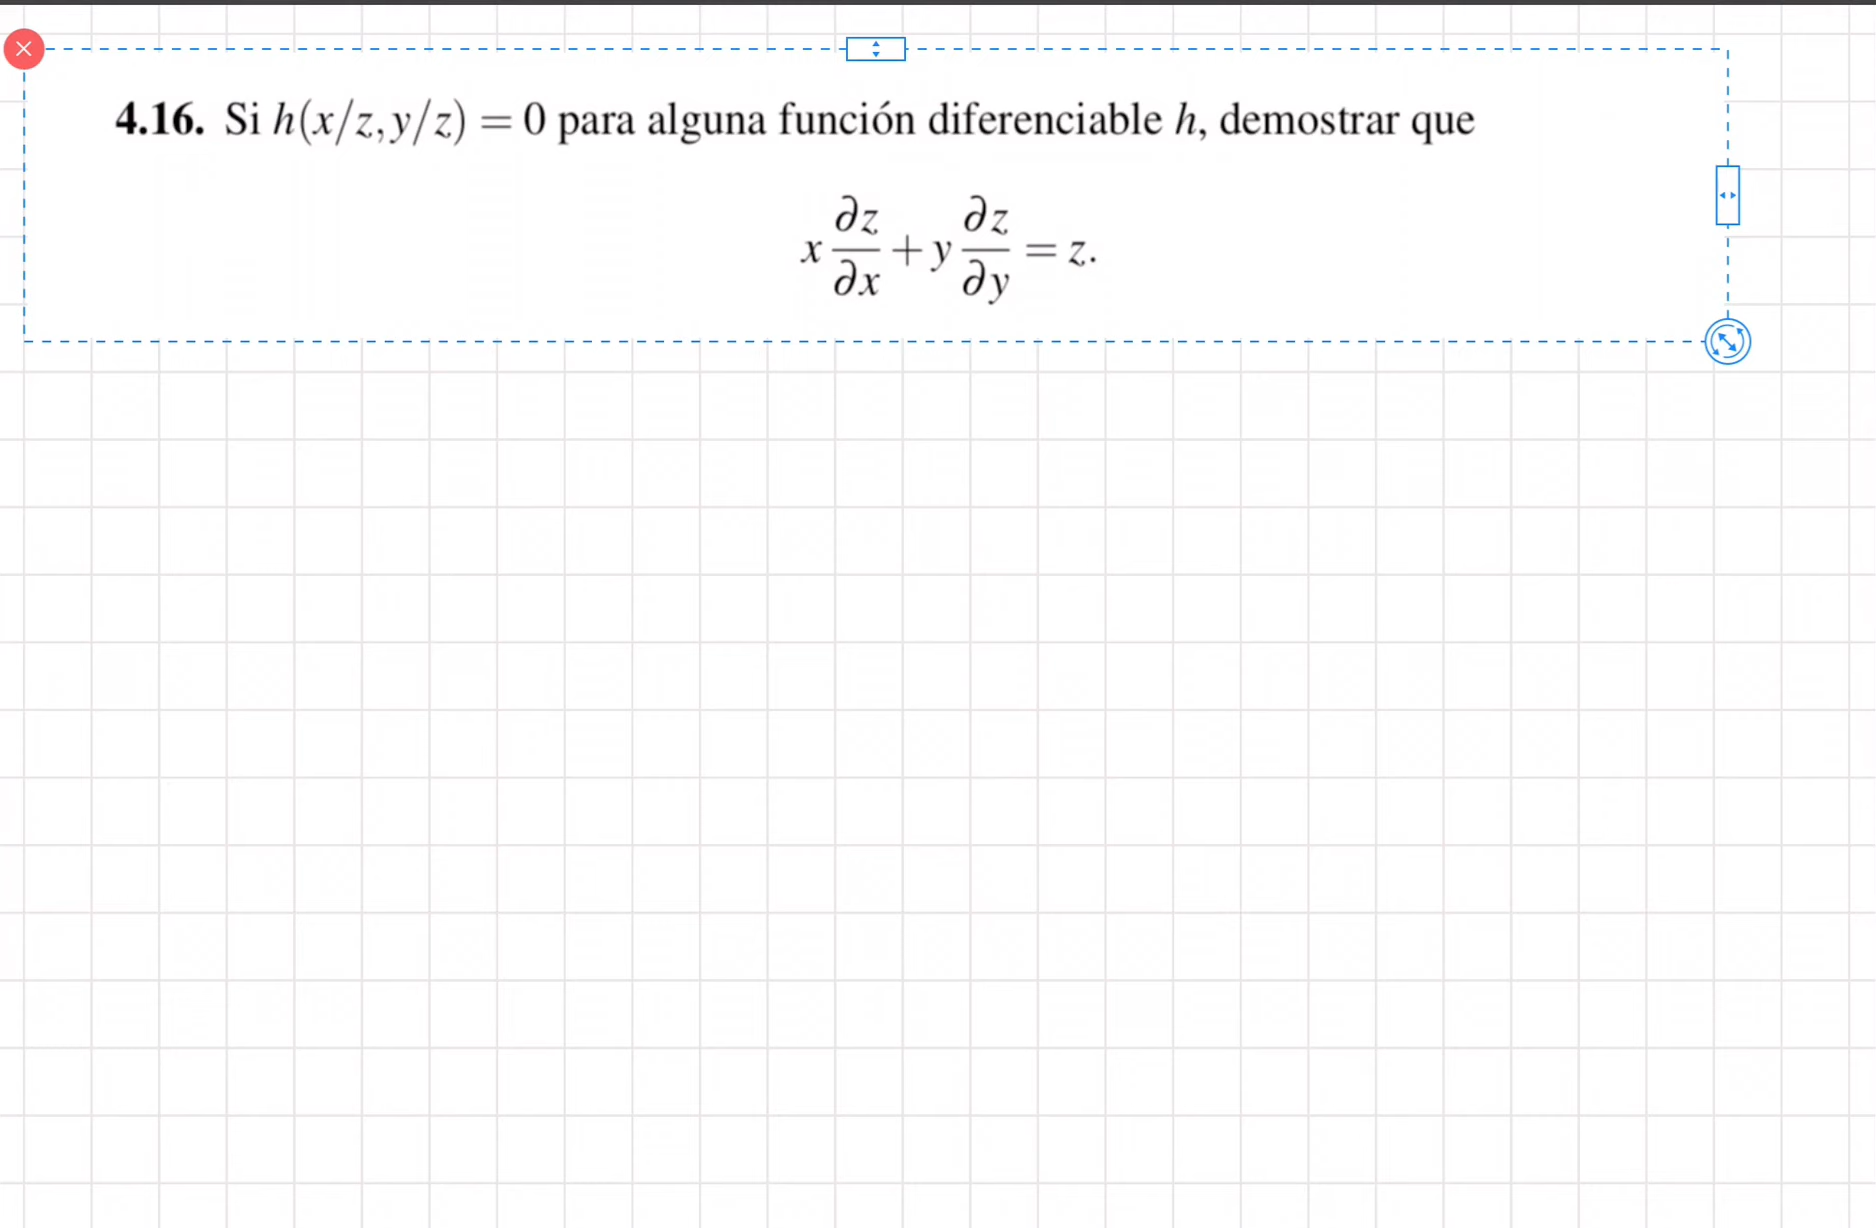 4.16. Si h(x/z, y/z) = 0 para alguna función diferenciable h, demostrar que
x ∂z/∂x + y ∂z/∂y = z.